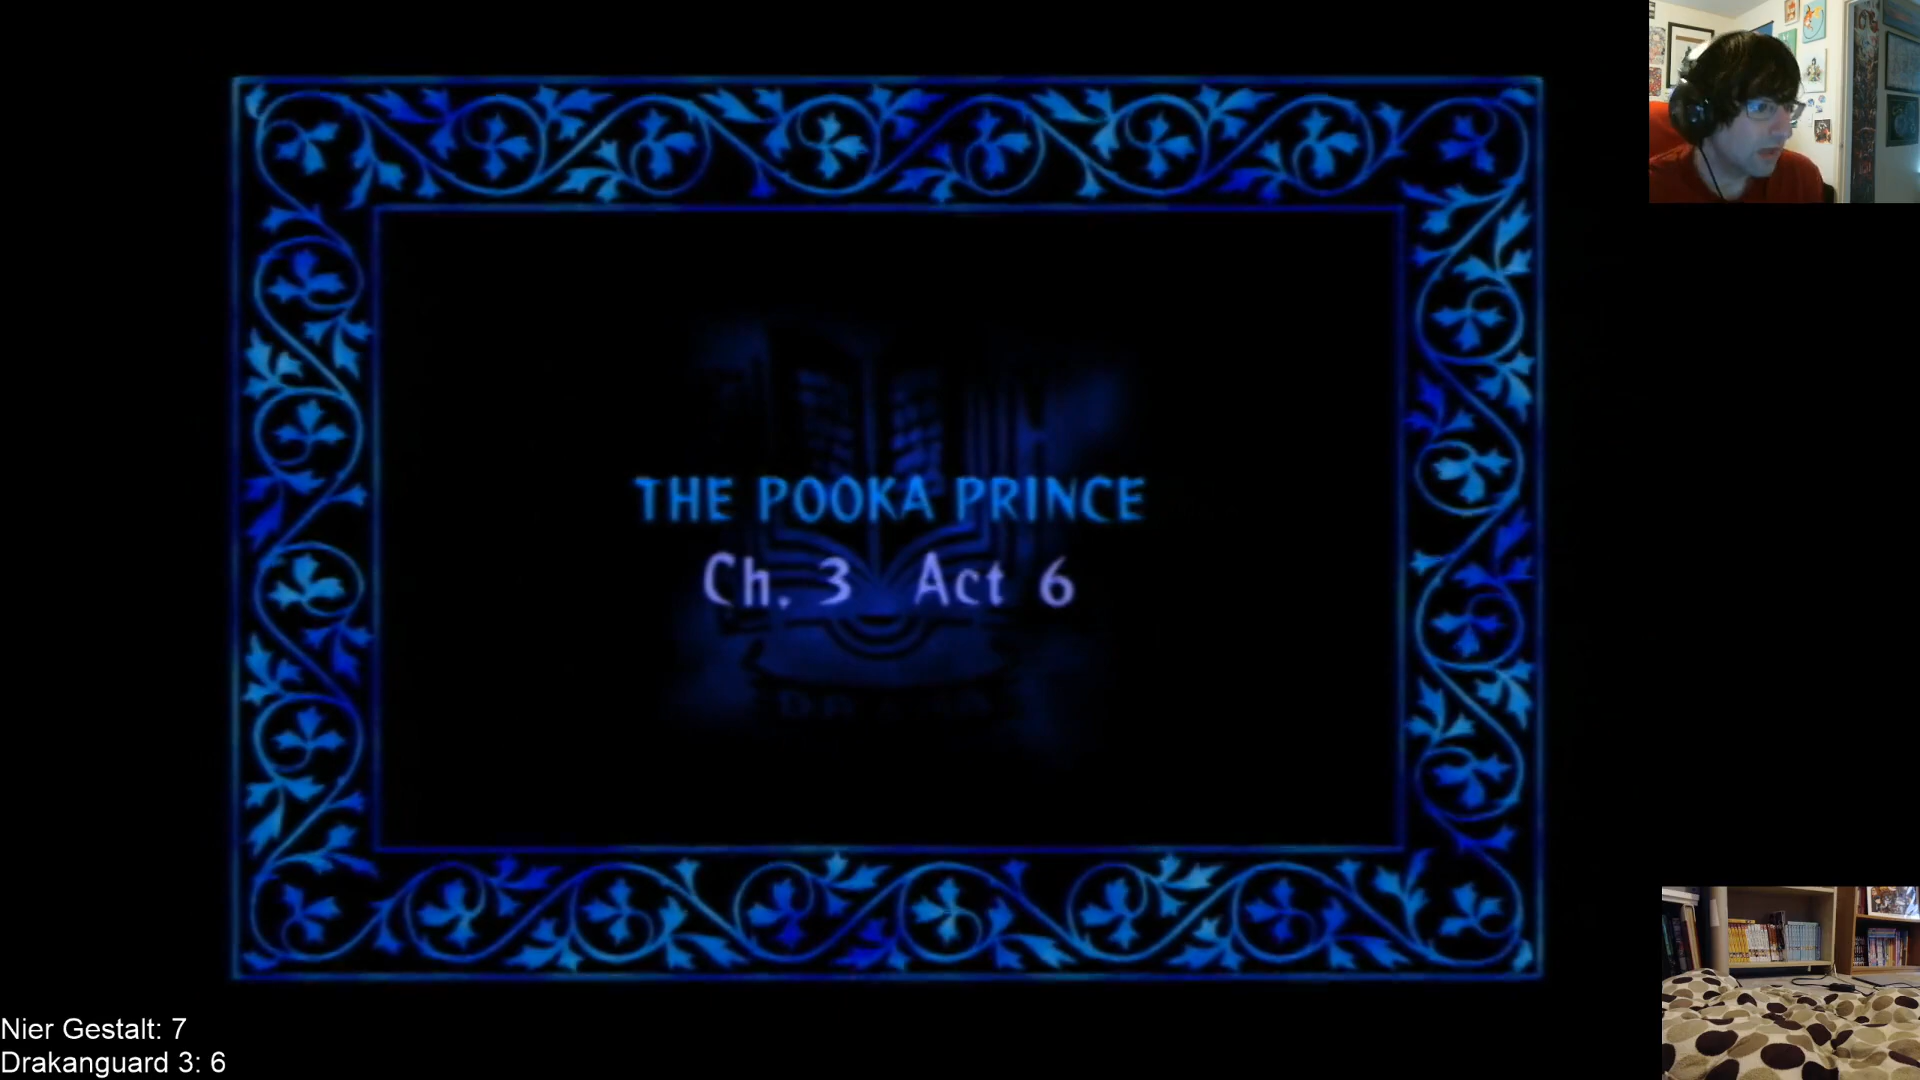 THE POOKA PRINCE
Ch. 3 Act 6
Nier Gestalt: 7
Drakanguard 3: 6